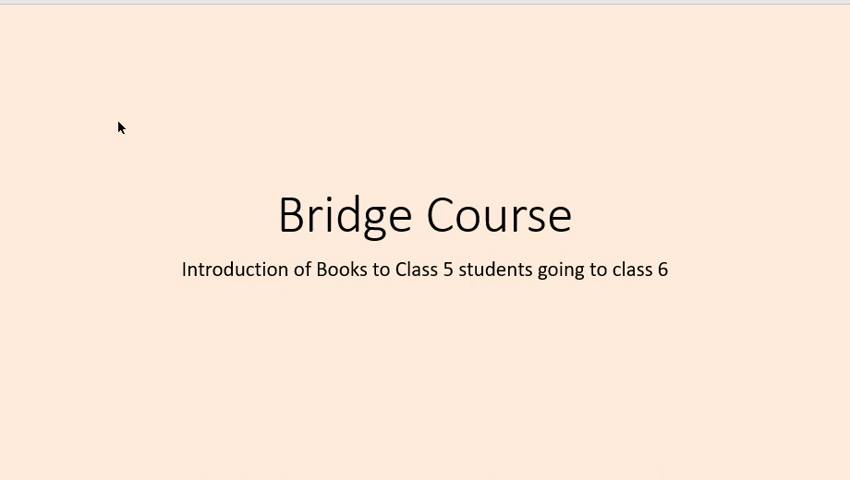 Bridge Course
Introduction of Books to Class 5 students going to class 6